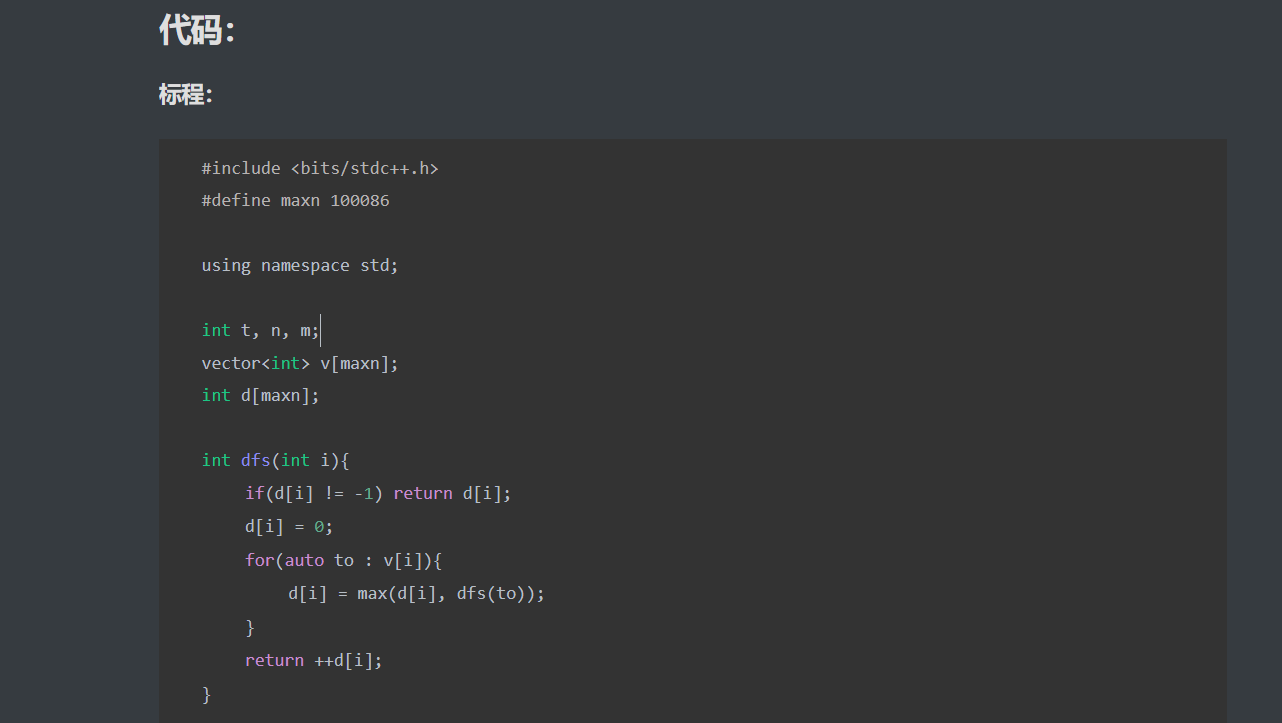 代码：
标程：
#include <bits/stdc++.h>
#define maxn 100086
using namespace std;
int t, n, m;
vector<int> v[maxn];
int d[maxn];
int dfs(int i){
if(d[i] != -1) return d[i];
d[i] = 0;
for(auto to : v[i]){
d[i] = max(d[i], dfs(to));
}
return ++d[i];
}